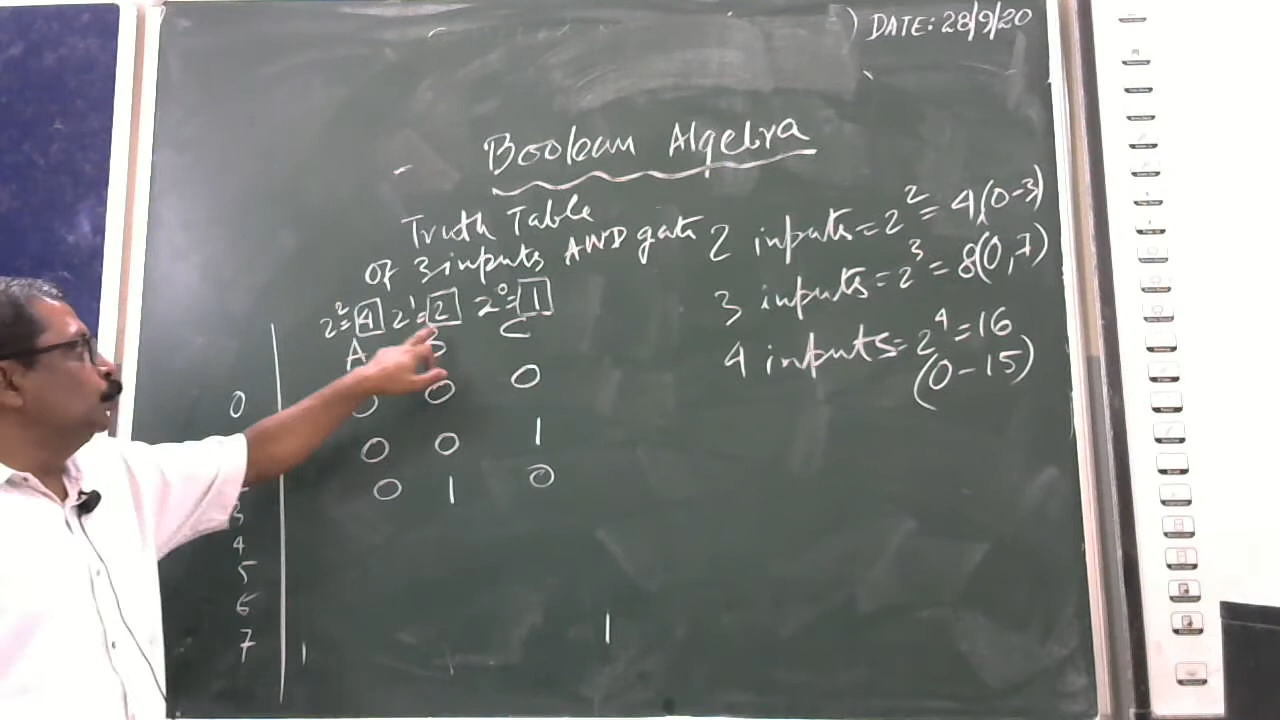 DATE: 28/9/20
Boolean Algebra
Truth Table
Of 3 inputs AND gate
2² = 4 2¹ = 2 2⁰ = 1
A B C
0 0 0 0
0 0 1
0 1 0
3
4
5
6
7
2 inputs = 2² = 4 (0-3)
3 inputs = 2³ = 8 (0,7)
4 inputs = 2⁴ = 16
(0-15)